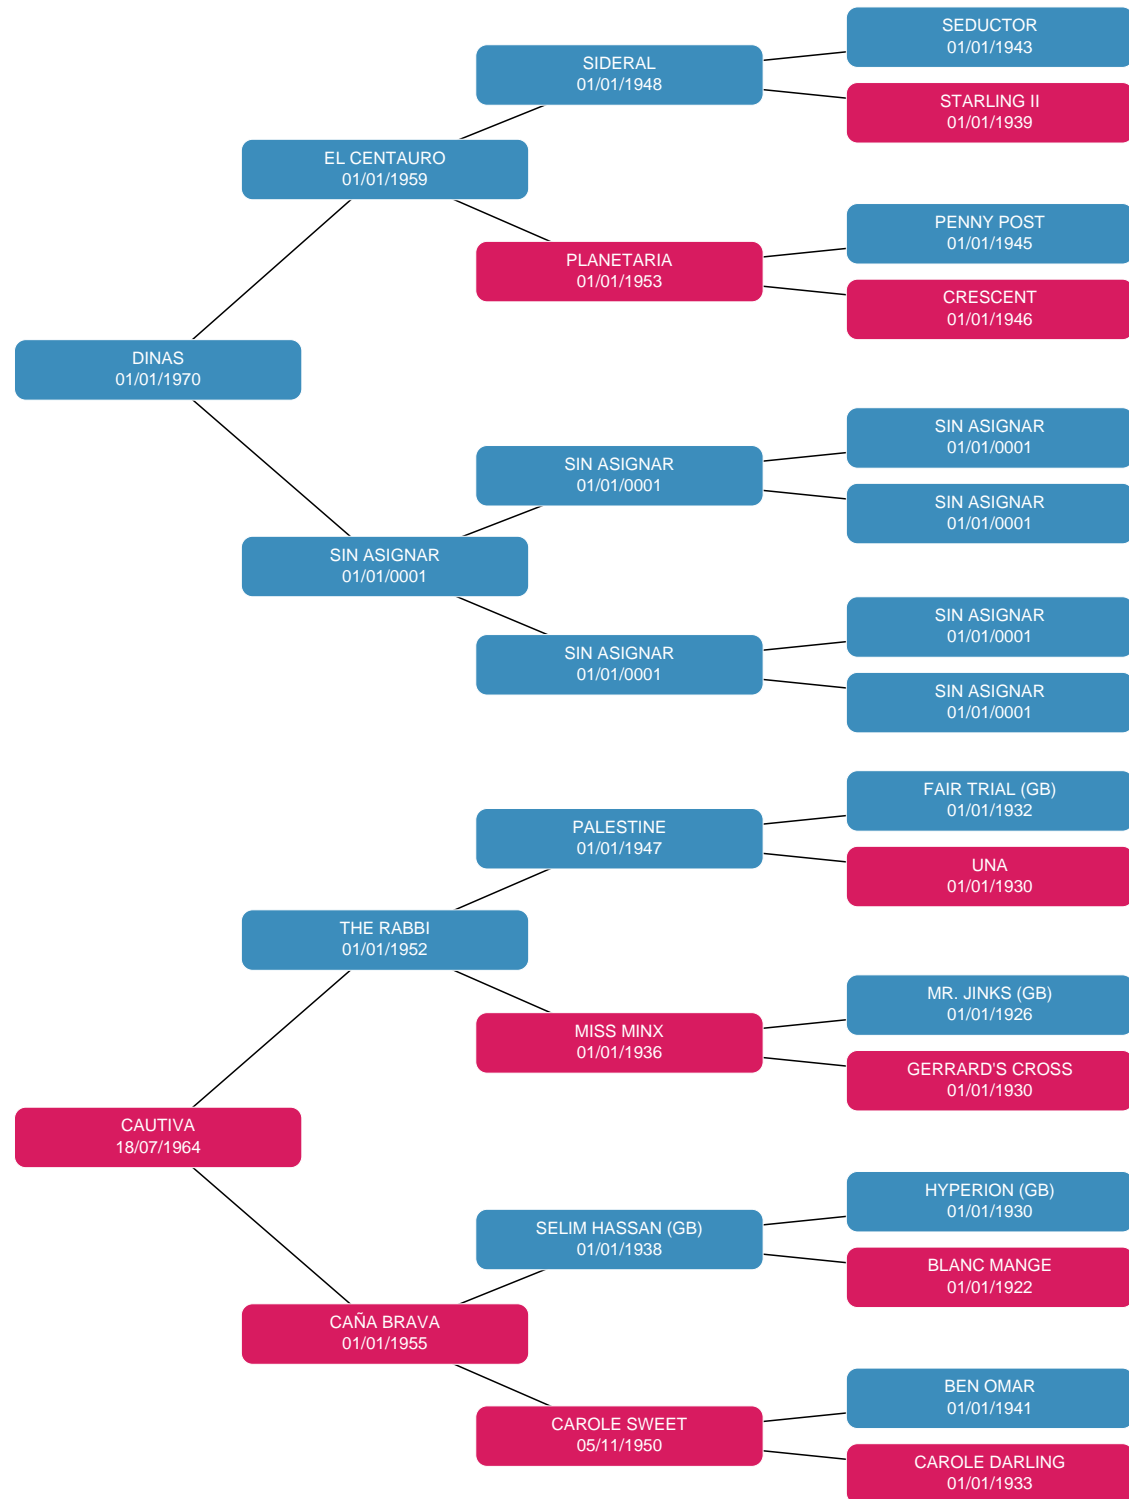 SEDUCTOR
01/01/1943
SIDERAL
01/01/1948
STARLING II
01/01/1939
EL CENTAURO
01/01/1959
PENNY POST
01/01/1945
PLANETARIA
01/01/1953
CRESCENT
01/01/1946
DINAS
01/01/1970
SIN ASIGNAR
01/01/0001
SIN ASIGNAR
01/01/0001
SIN ASIGNAR
01/01/0001
SIN ASIGNAR
01/01/0001
SIN ASIGNAR
01/01/0001
SIN ASIGNAR
01/01/0001
SIN ASIGNAR
01/01/0001
FAIR TRIAL (GB)
01/01/1932
PALESTINE
01/01/1947
UNA
01/01/1930
THE RABBI
01/01/1952
MR. JINKS (GB)
01/01/1926
MISS MINX
01/01/1936
GERRARD'S CROSS
01/01/1930
CAUTIVA
18/07/1964
HYPERION (GB)
01/01/1930
SELIM HASSAN (GB)
01/01/1938
BLANC MANGE
01/01/1922
CAÑA BRAVA
01/01/1955
BEN OMAR
01/01/1941
CAROLE SWEET
05/11/1950
CAROLE DARLING
01/01/1933